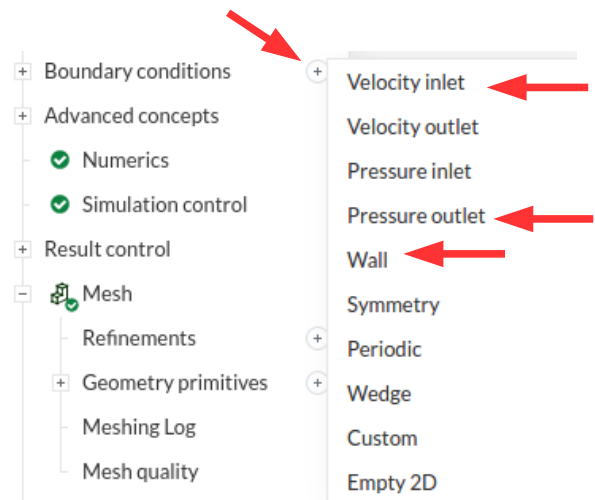 Boundary conditions
Advanced concepts
Numerics
Simulation control
Result control
Mesh
Refinements
Geometry primitives
Meshing Log
Mesh quality
Velocity inlet
Velocity outlet
Pressure inlet
Pressure outlet
Wall
Symmetry
Periodic
Wedge
Custom
Empty 2D